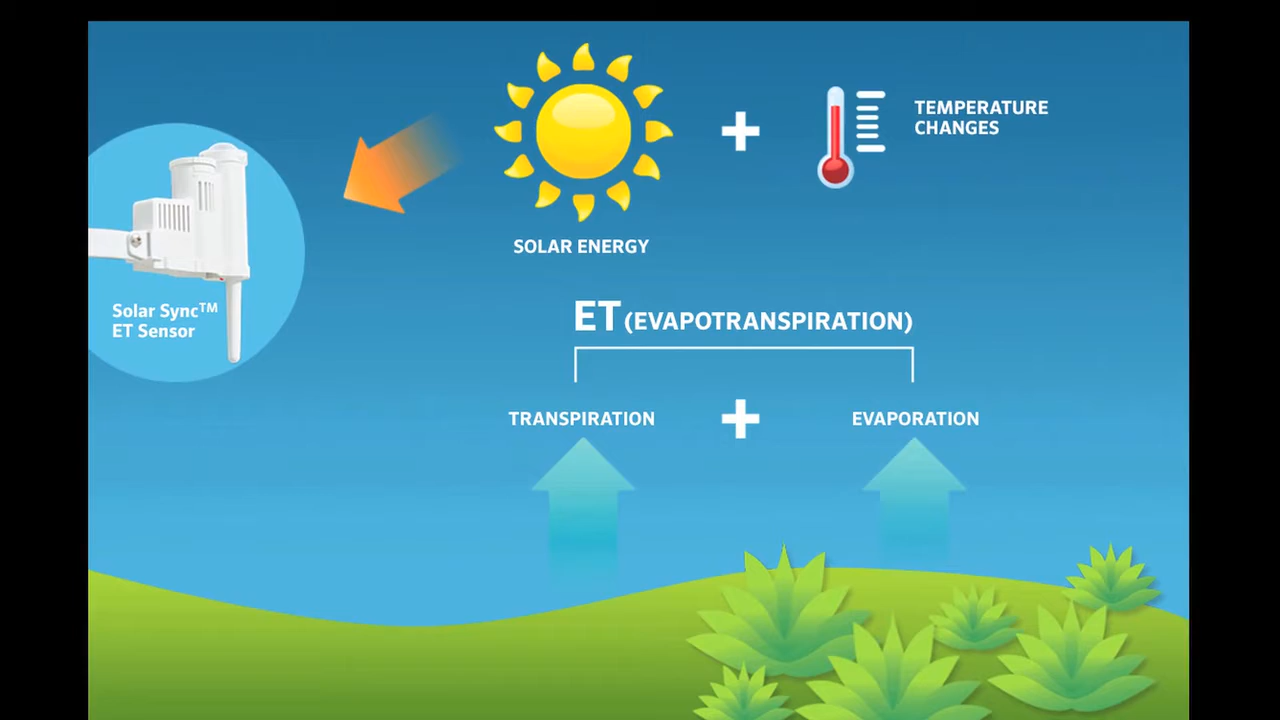 TEMPERATURE
CHANGES
SOLAR ENERGY
Solar Sync™
ET Sensor
ET (EVAPOTRANSPIRATION)
TRANSPIRATION + EVAPORATION